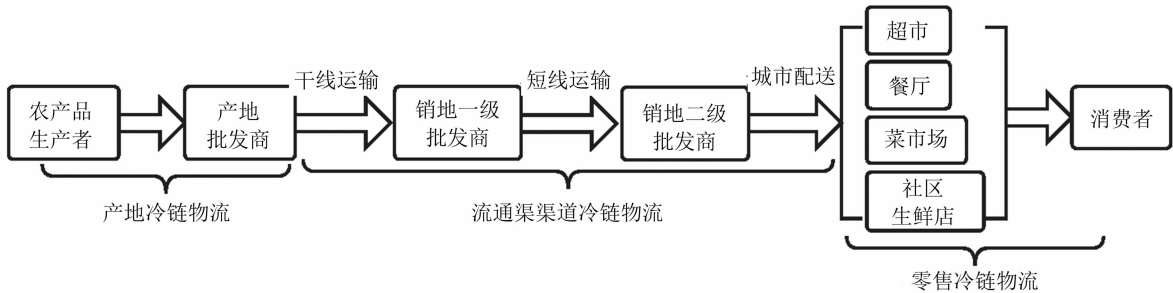 农产品
生产者
产地
批发商
干线运输
销地一级
批发商
短线运输
销地二级
批发商
城市配送
超市
餐厅
菜市场
社区
生鲜店
消费者
产地冷链物流
流通渠渠道冷链物流
零售冷链物流